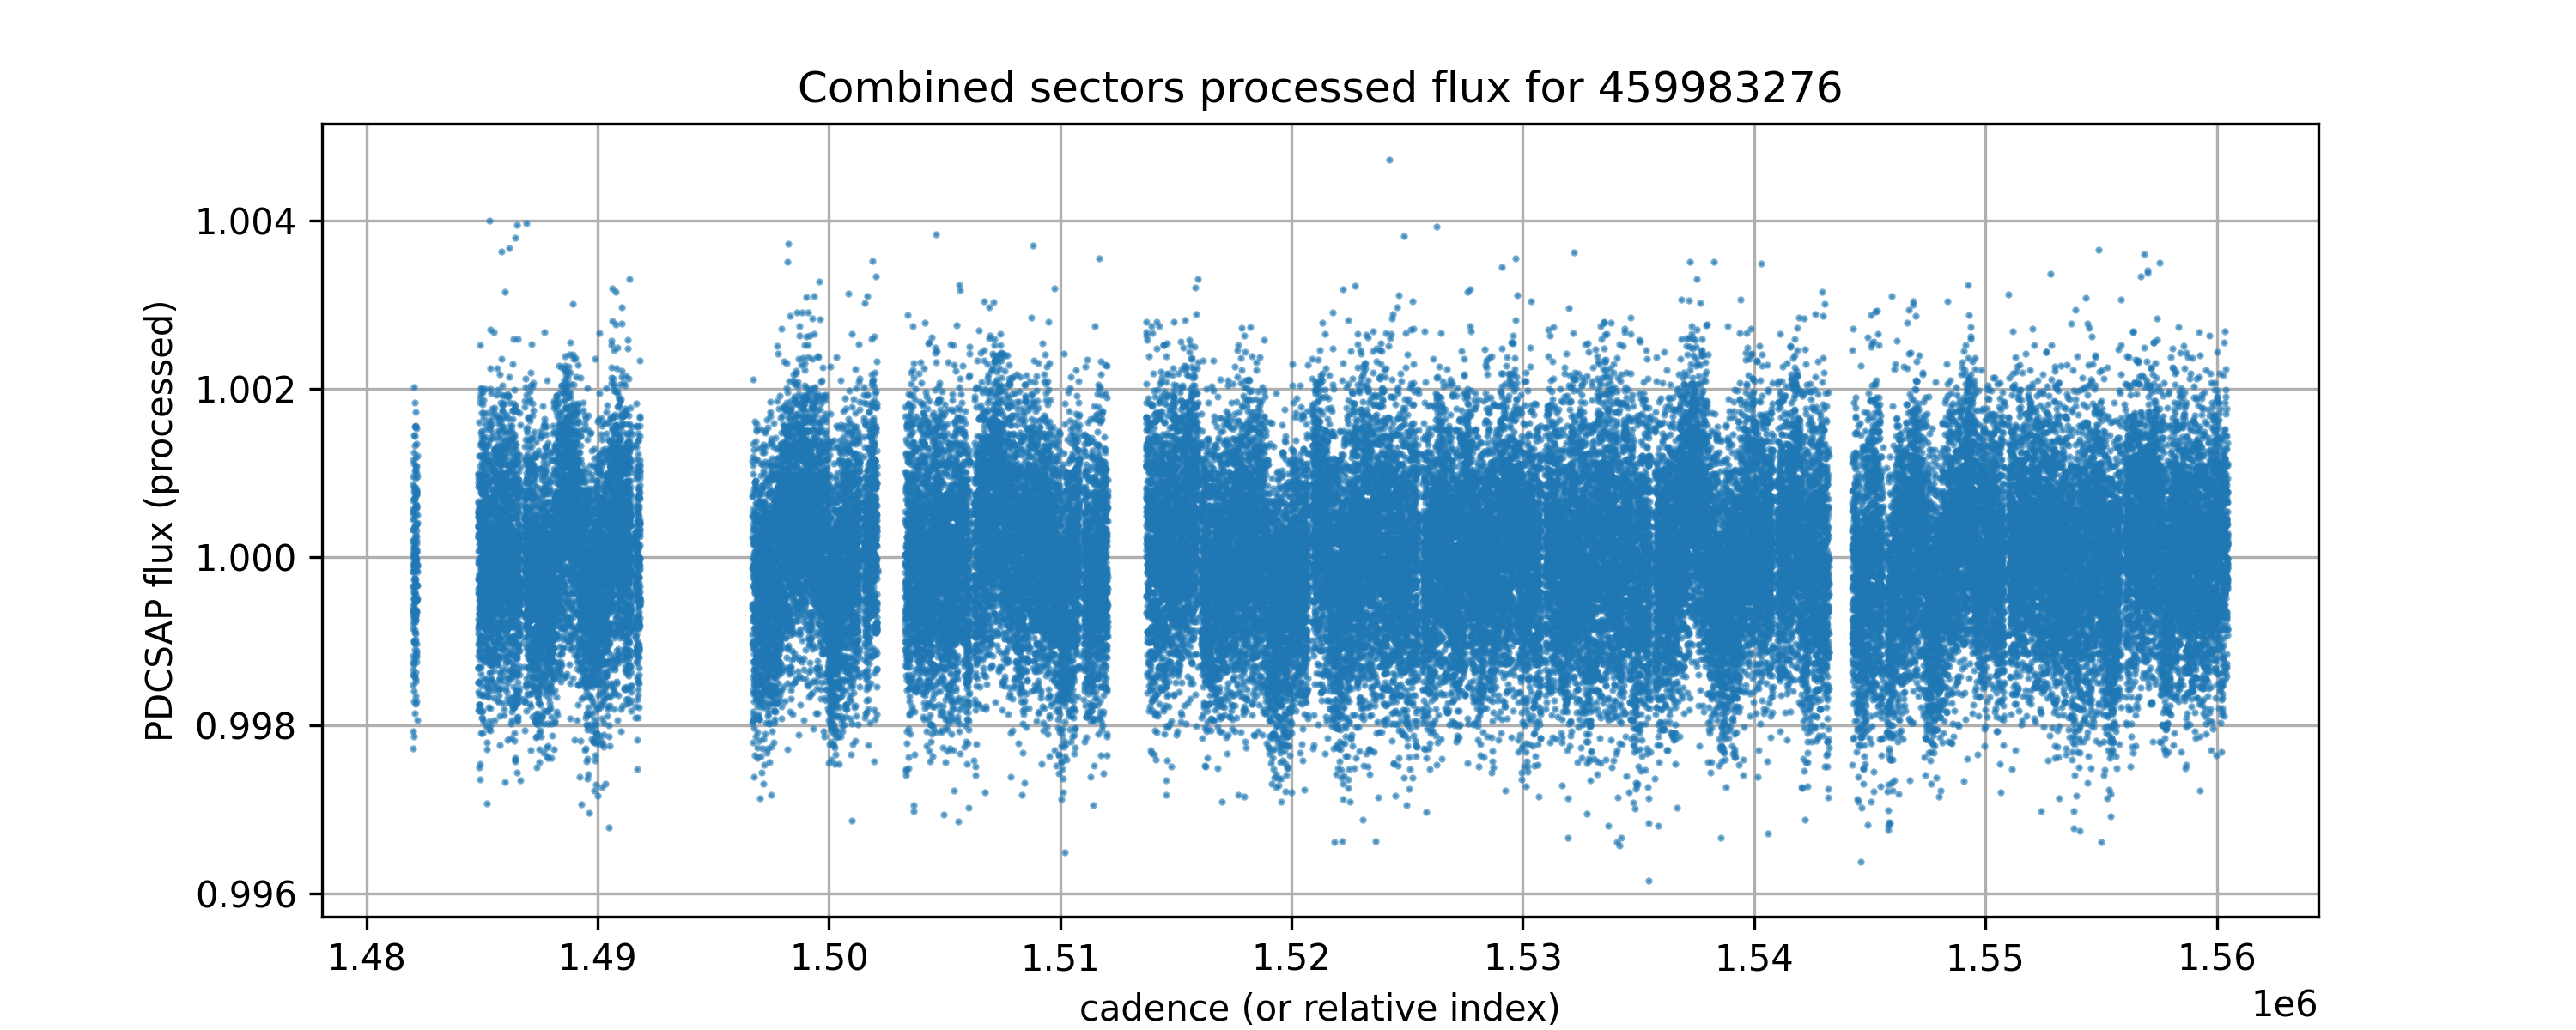 Combined sectors processed flux for 459983276
PDCSAP flux (processed)
1.004
1.002
1.000
0.998
0.996
1.48 1.49 1.50 1.51 1.52 1.53 1.54 1.55 1.56
1e6
cadence (or relative index)